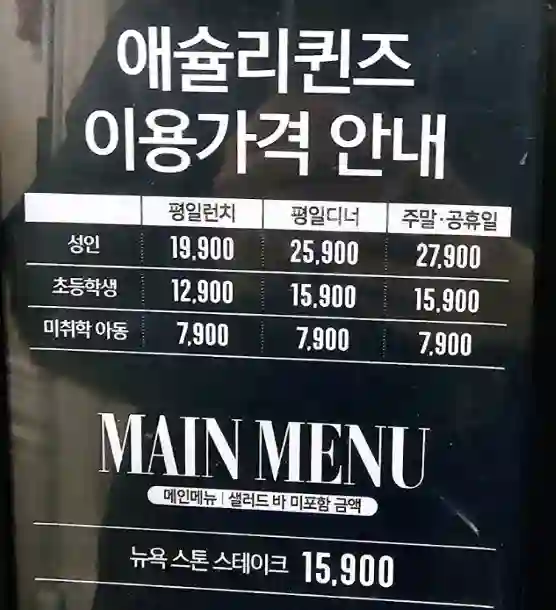 애슐리퀸즈
이용가격 안내
평일런치 평일디너 주말·공휴일
성인 19,900 25,900 27,900
초등학생 12,900 15,900 15,900
미취학 아동 7,900 7,900 7,900
MAIN MENU
메인메뉴 | 샐러드 바 미포함 금액
뉴욕 스톤 스테이크 15,900